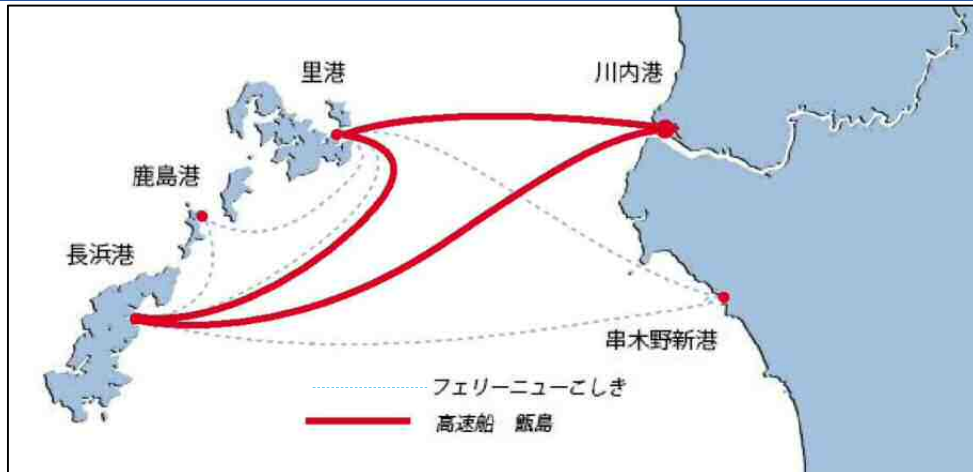 里港
川内港
鹿島港
長浜港
串木野新港
フェリーニューこしき
高速船 甑島